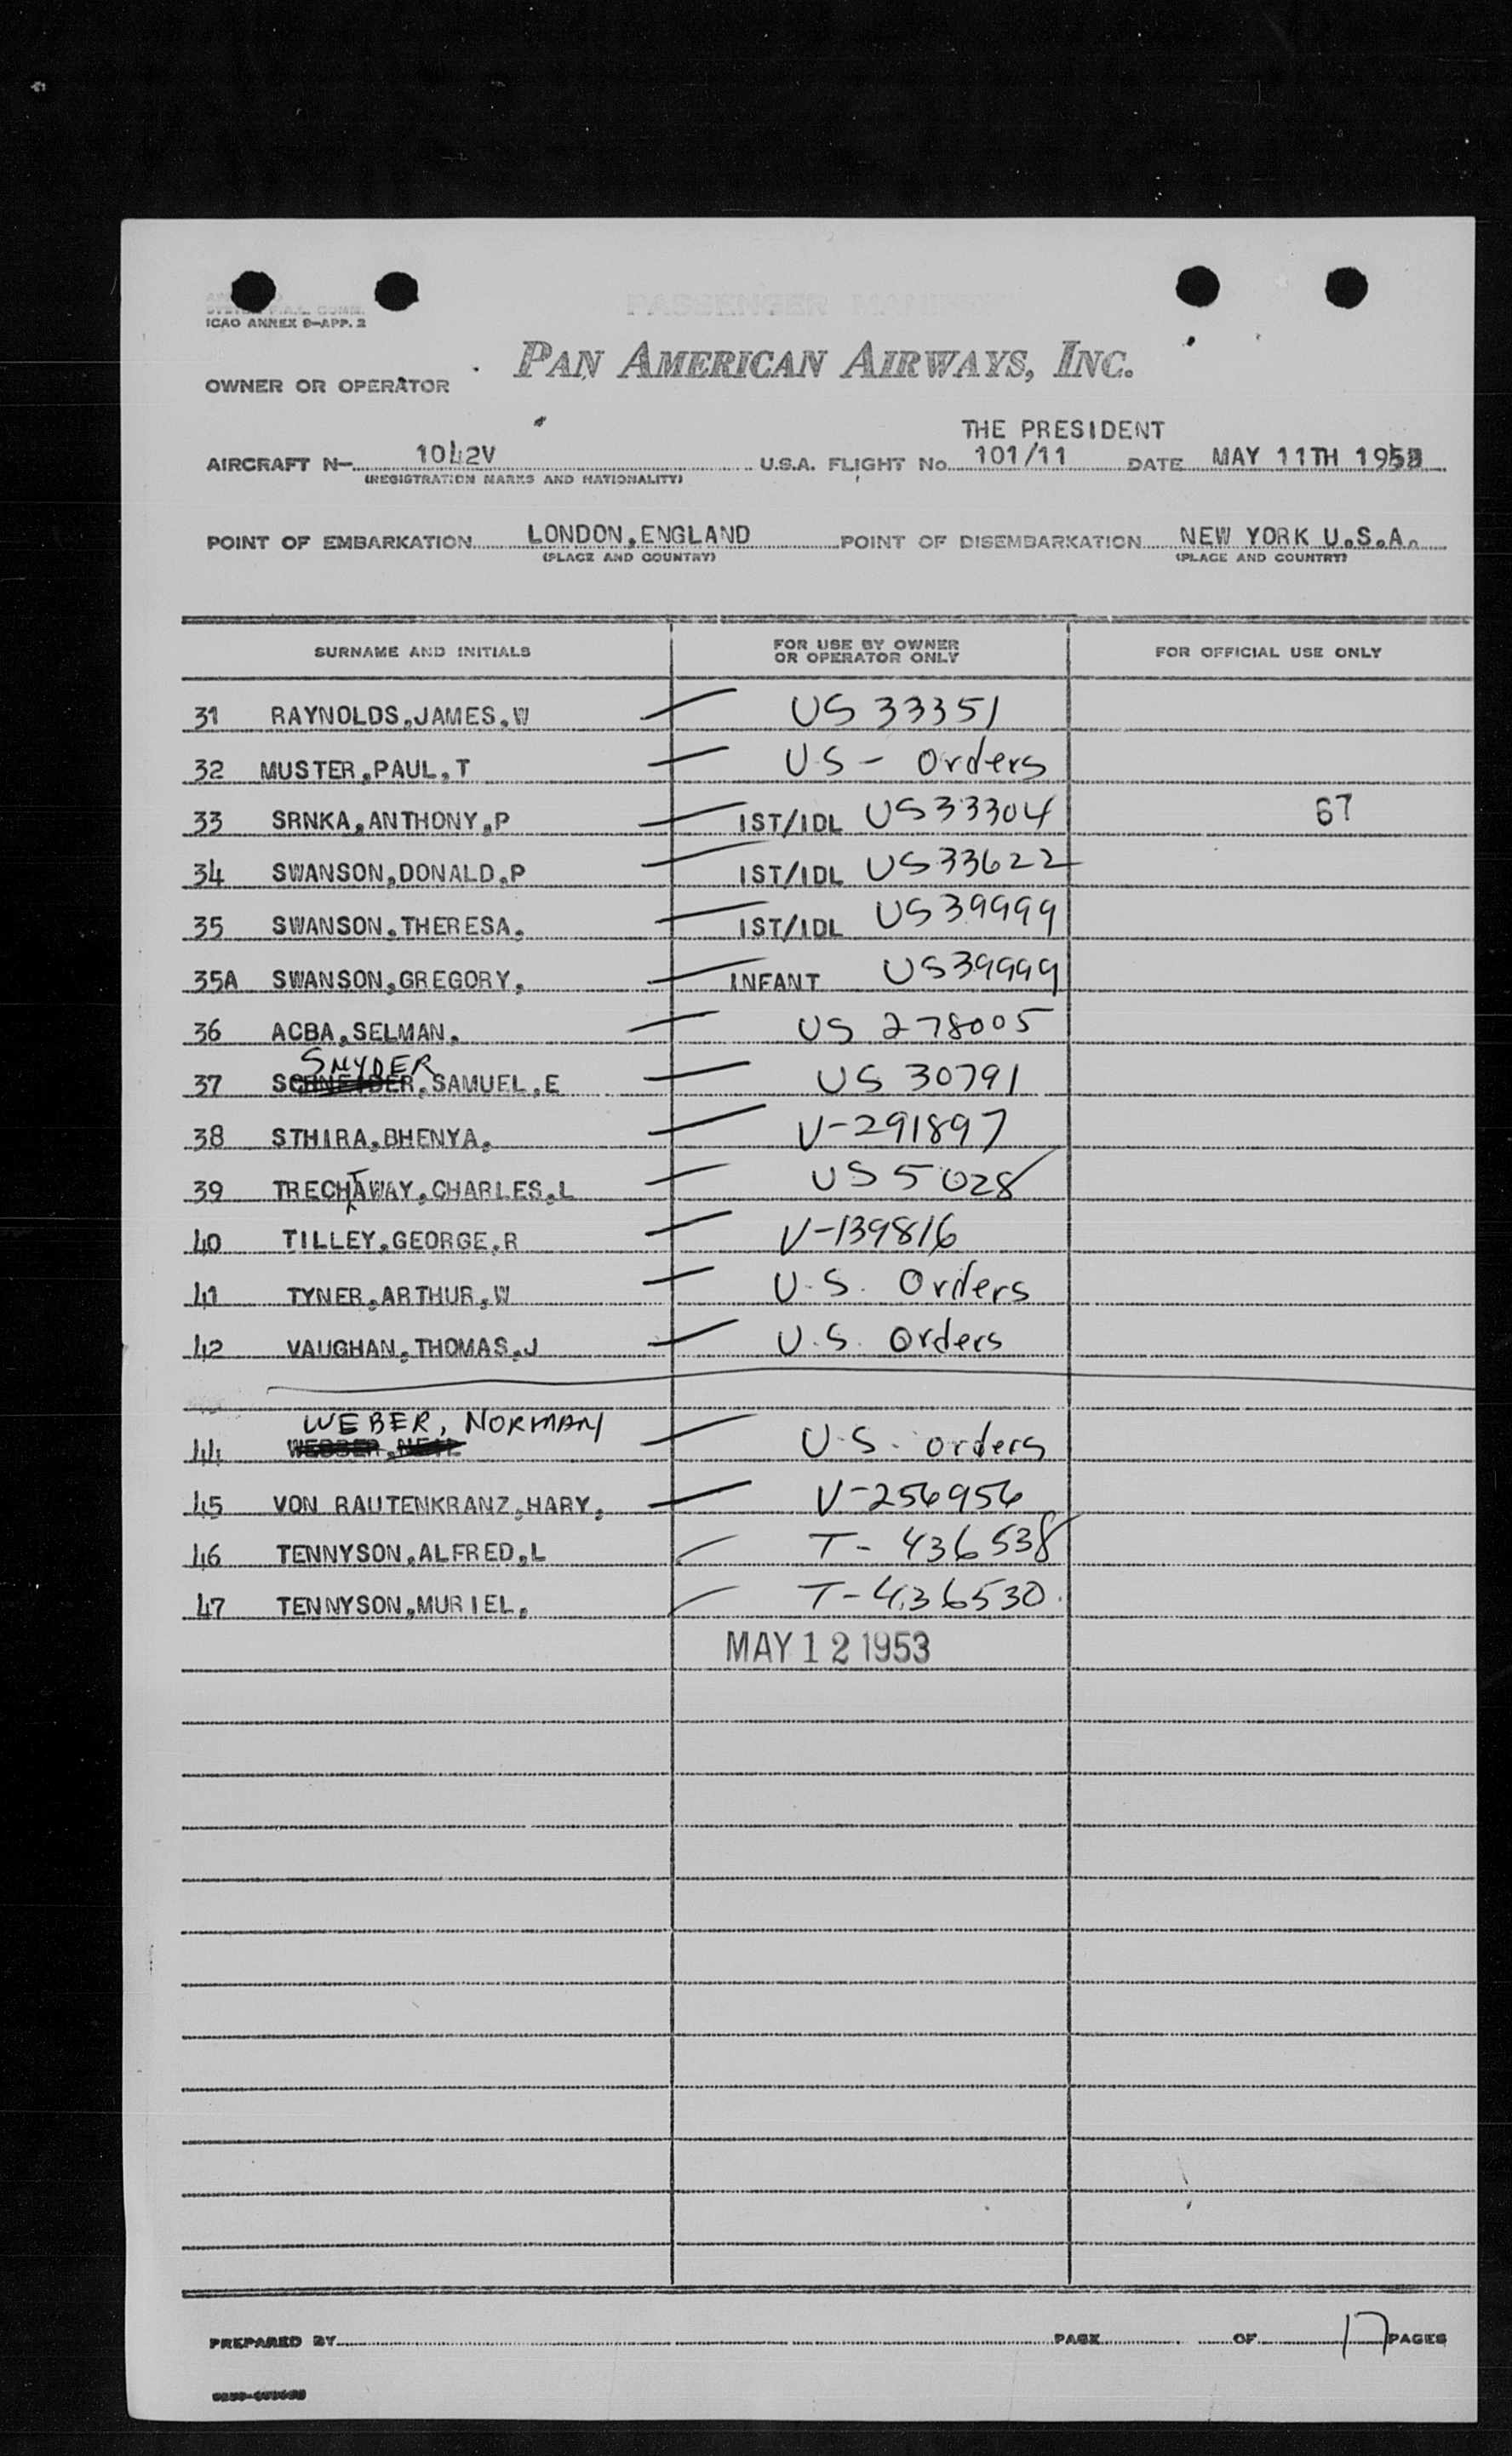 ICAO ANNEX 9-APP. 2
PASSENGER MANIFEST
PAN AMERICAN AIRWAYS, INC.
OWNER OR OPERATOR
THE PRESIDENT
AIRCRAFT N- 1042V U.S.A. FLIGHT No. 101/11 DATE MAY 11TH 1953
(REGISTRATION MARKS AND NATIONALITY)
POINT OF EMBARKATION LONDON, ENGLAND POINT OF DISEMBARKATION NEW YORK U.S.A.
(PLACE AND COUNTRY) (PLACE AND COUNTRY)
SURNAME AND INITIALS FOR USE BY OWNER OR OPERATOR ONLY FOR OFFICIAL USE ONLY
31 RAYNOLDS,JAMES,W US 33351
32 MUSTER,PAUL,T US - Orders
33 SRNKA,ANTHONY,P IST/IDL US33304 67
34 SWANSON,DONALD,P IST/IDL US33622
35 SWANSON,THERESA, IST/IDL US39999
35A SWANSON,GREGORY, INFANT US39999
36 ACBA,SELMAN, US 278005
SNYDER
37 SCHNEIDER,SAMUEL,E US 30791
38 STHIRA,BHENYA, V-291897
39 TRECHTAWAY,CHARLES,L US 5028
40 TILLEY,GEORGE,R V-139816
41 TYNER,ARTHUR,W U.S. Orders
42 VAUGHAN,THOMAS,J U.S. Orders
WEBER, NORMAN
44 U.S. orders
45 VON RAUTENKRANZ,HARY, V-256956
46 TENNYSON,ALFRED,L T-436538
47 TENNYSON,MURIEL, T-436530
MAY 12 1953
PREPARED BY PAGE OF 17 PAGES